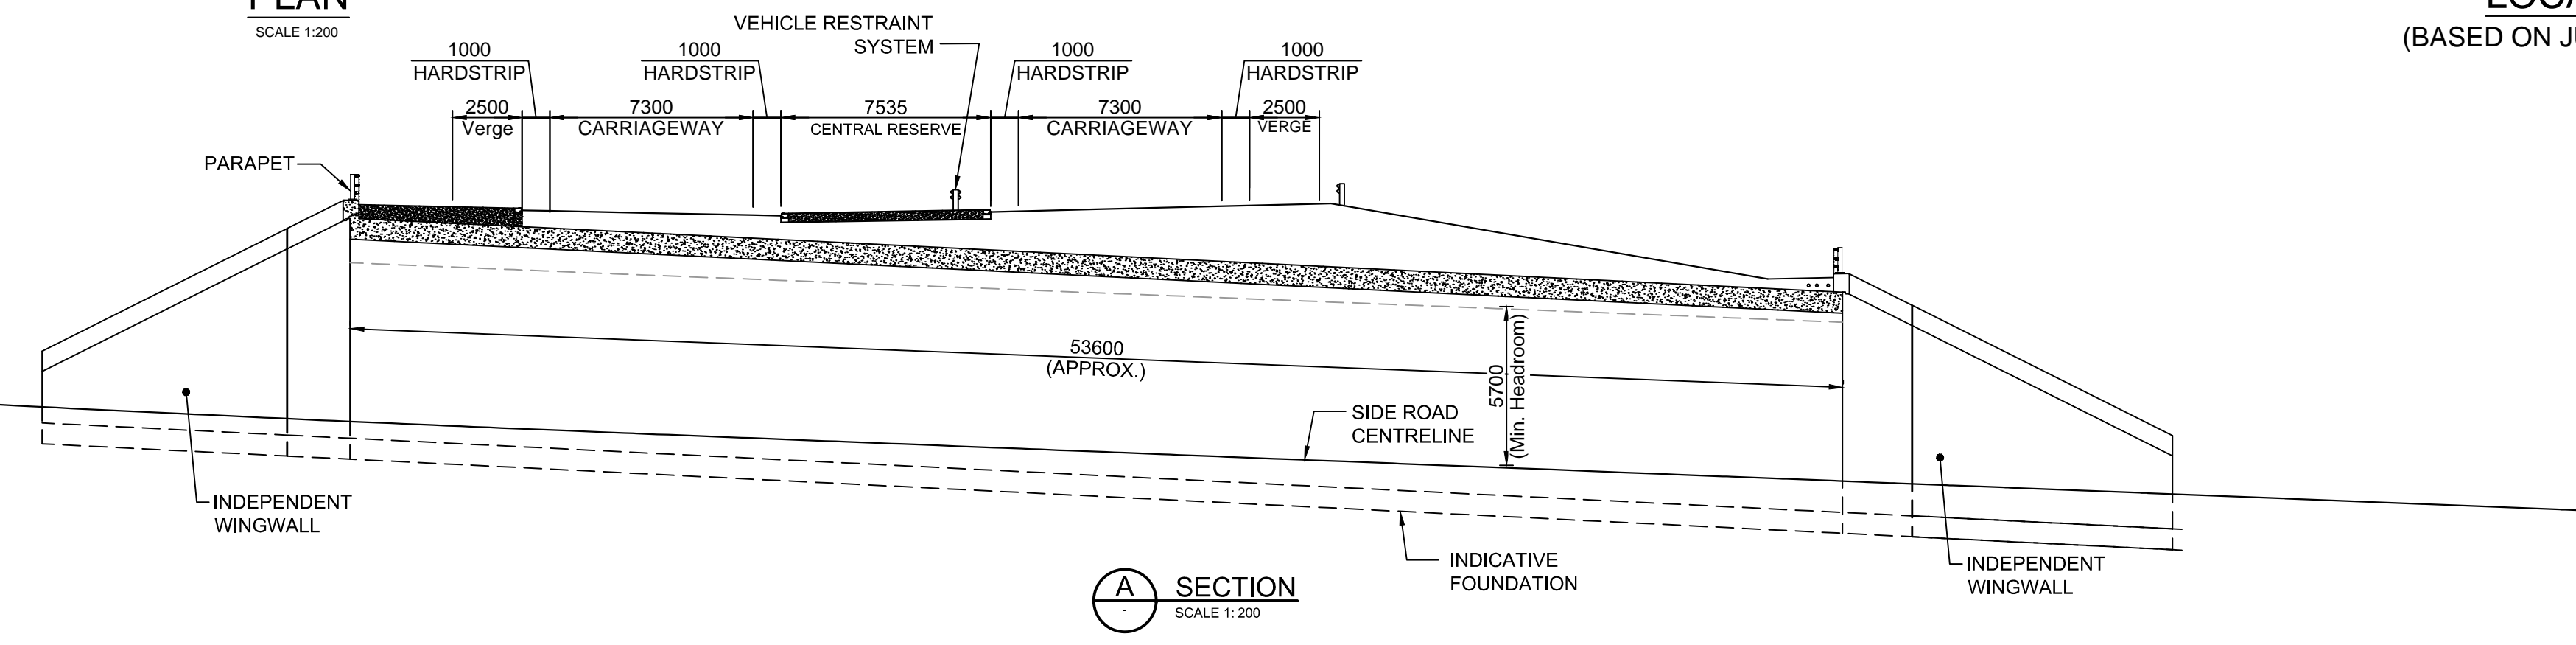 PLAN
SCALE 1:200
(BASED ON
VEHICLE RESTRAINT
SYSTEM
1000
HARDSTRIP
1000
HARDSTRIP
1000
HARDSTRIP
1000
HARDSTRIP
2500
Verge
7300
CARRIAGEWAY
7535
CENTRAL RESERVE
7300
CARRIAGEWAY
2500
VERGE
PARAPET
53600
(APPROX.)
5700
(Min. Headroom)
SIDE ROAD
CENTRELINE
INDEPENDENT
WINGWALL
INDICATIVE
FOUNDATION
INDEPENDENT
WINGWALL
A
-
SECTION
SCALE 1: 200